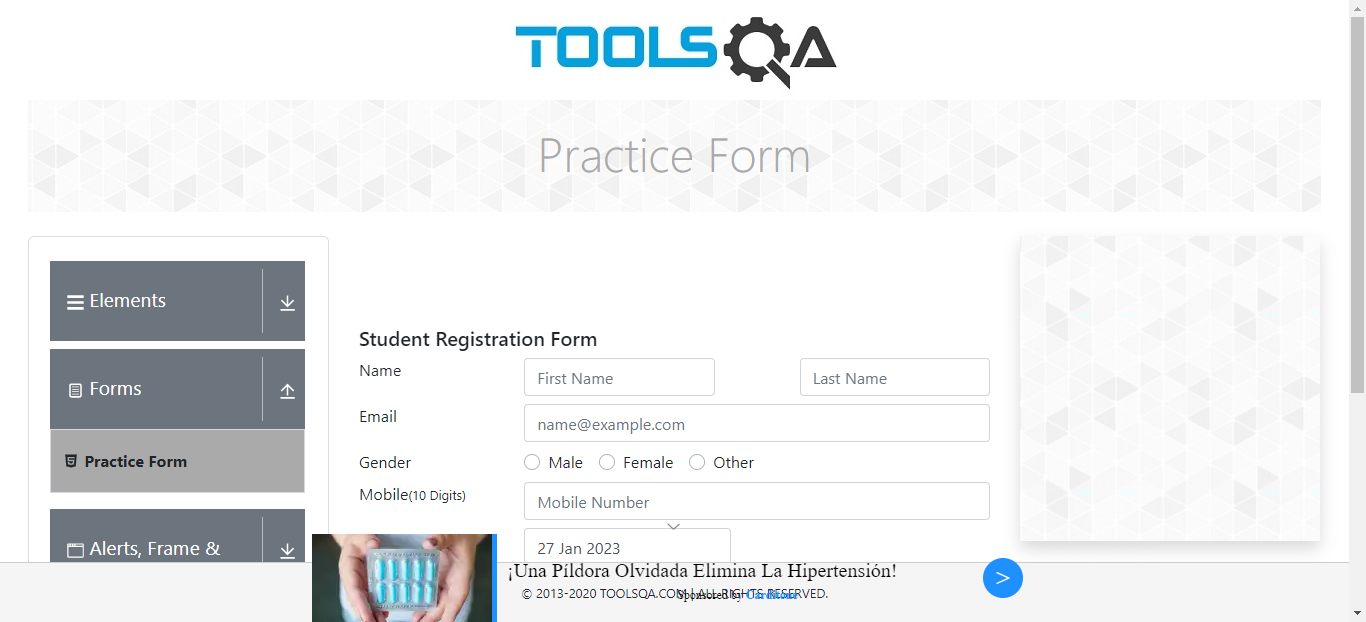 TOOLSQA
Practice Form
Elements
Forms
Practice Form
Alerts, Frame &
Student Registration Form
Name
First Name
Last Name
Email
name@example.com
Gender
Male
Female
Other
Mobile(10 Digits)
Mobile Number
27 Jan 2023
¡Una Píldora Olvidada Elimina La Hipertensión!
© 2013-2020 TOOLSQA.COM | ALL RIGHTS RESERVED.
Sponsored by